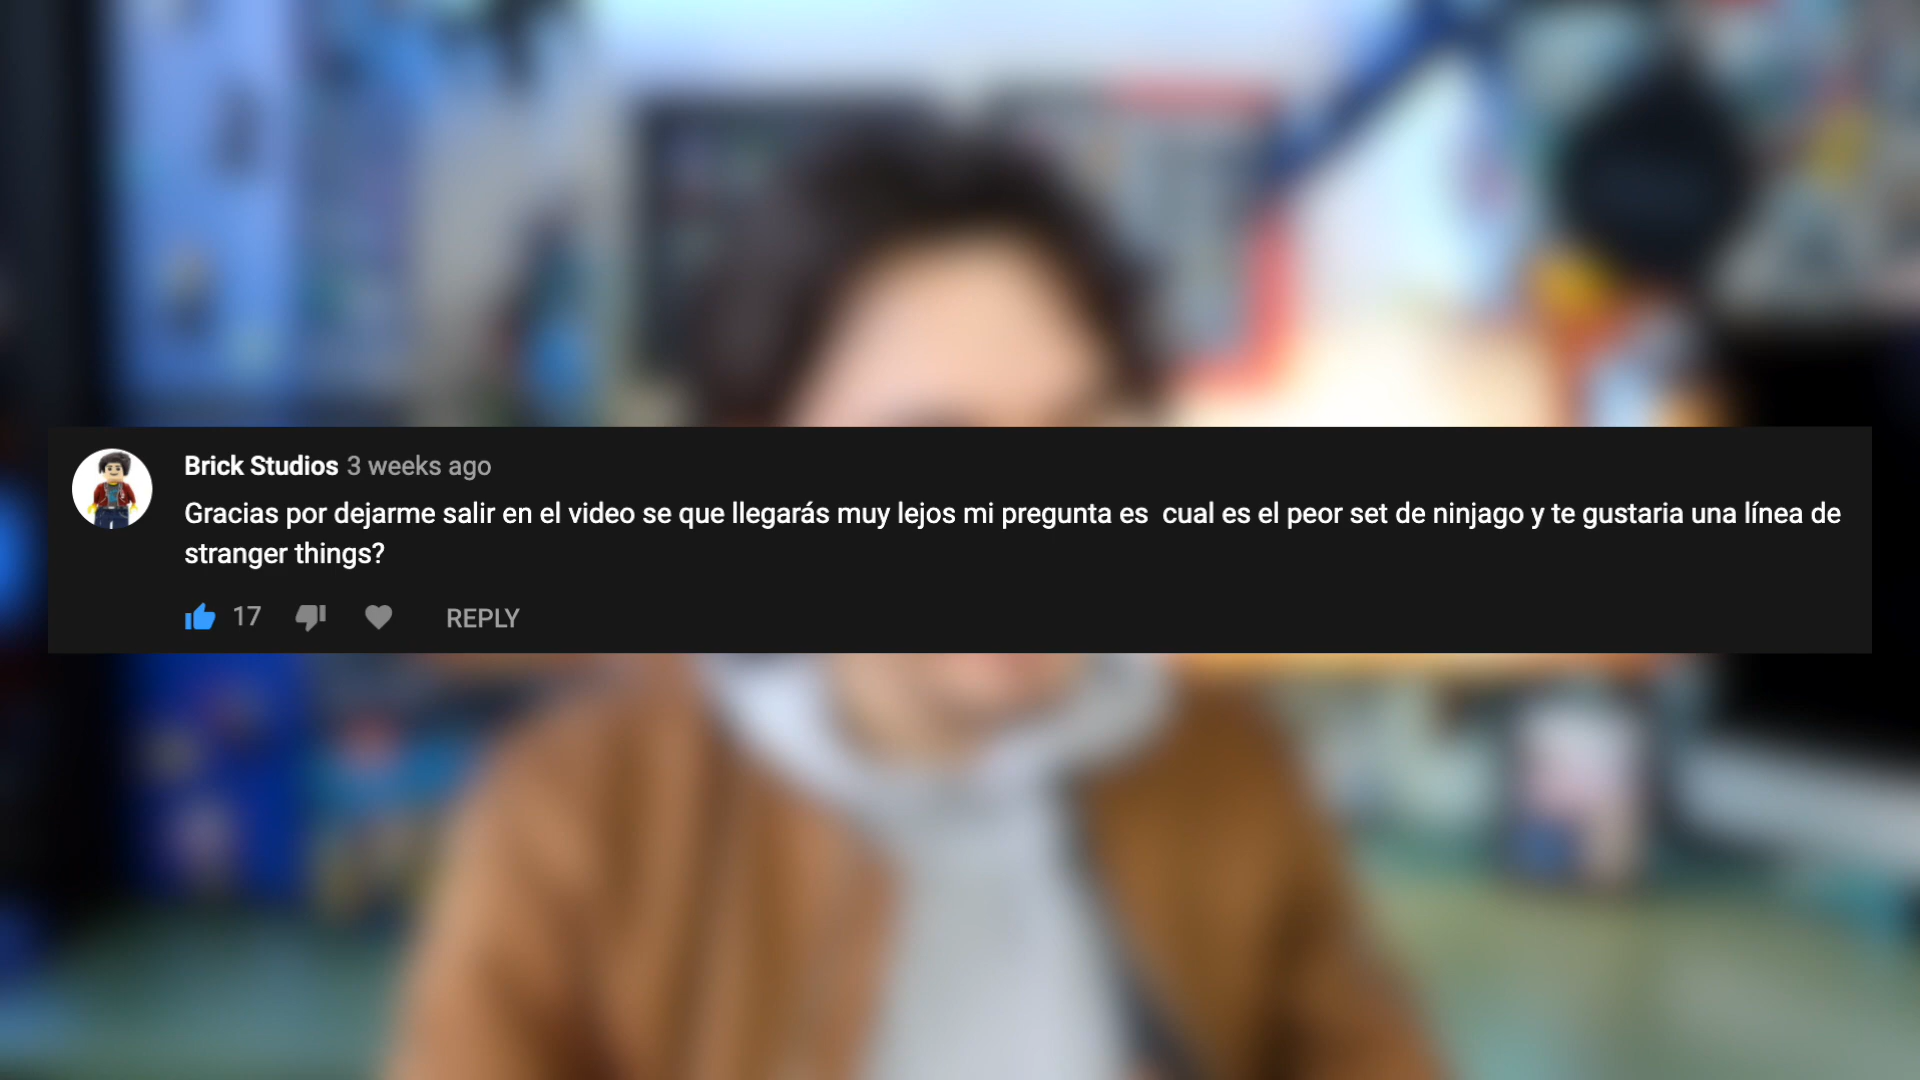 Brick Studios 3 weeks ago
Gracias por dejarme salir en el video se que llegarás muy lejos mi pregunta es  cual es el peor set de ninjago y te gustaria una línea de
stranger things?
17 REPLY